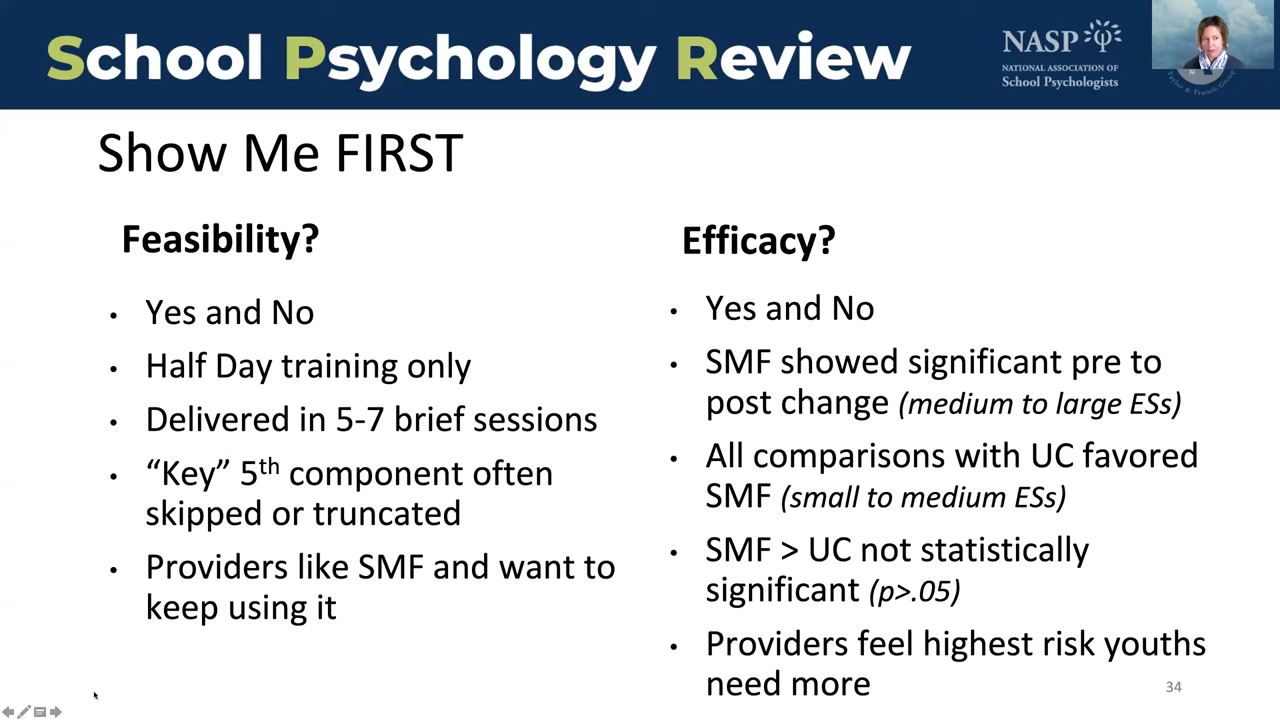 School Psychology Review
NASP
NATIONAL ASSOCIATION OF
School Psychologists
Taylor & Francis Group
Show Me FIRST
Feasibility?
• Yes and No
• Half Day training only
• Delivered in 5-7 brief sessions
• “Key” 5th component often
skipped or truncated
• Providers like SMF and want to
keep using it
Efficacy?
• Yes and No
• SMF showed significant pre to
post change (medium to large ESs)
• All comparisons with UC favored
SMF (small to medium ESs)
• SMF > UC not statistically
significant (p>.05)
• Providers feel highest risk youths
need more
34